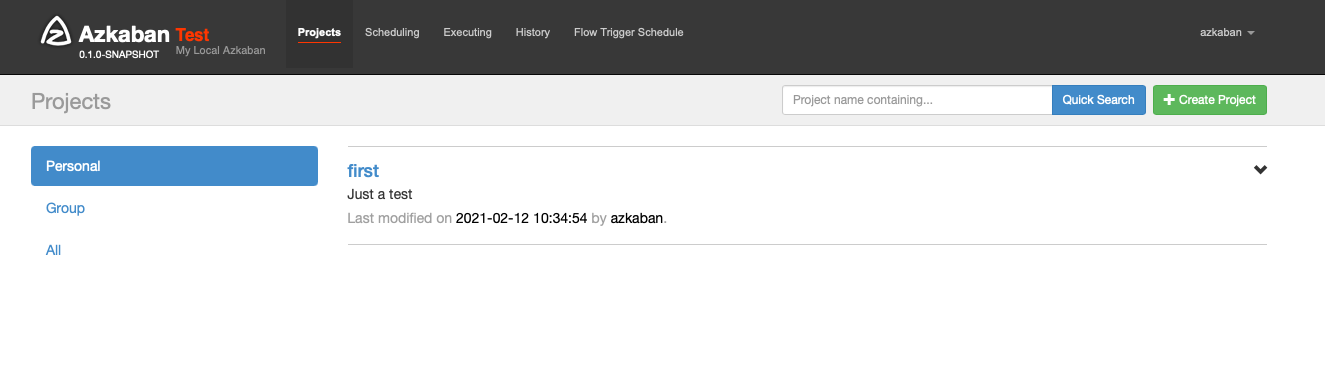 Azkaban Test
0.1.0-SNAPSHOT My Local Azkaban
Projects Scheduling Executing History Flow Trigger Schedule azkaban
Projects
Project name containing... Quick Search Create Project
Personal
Group
All
first
Just a test
Last modified on 2021-02-12 10:34:54 by azkaban.